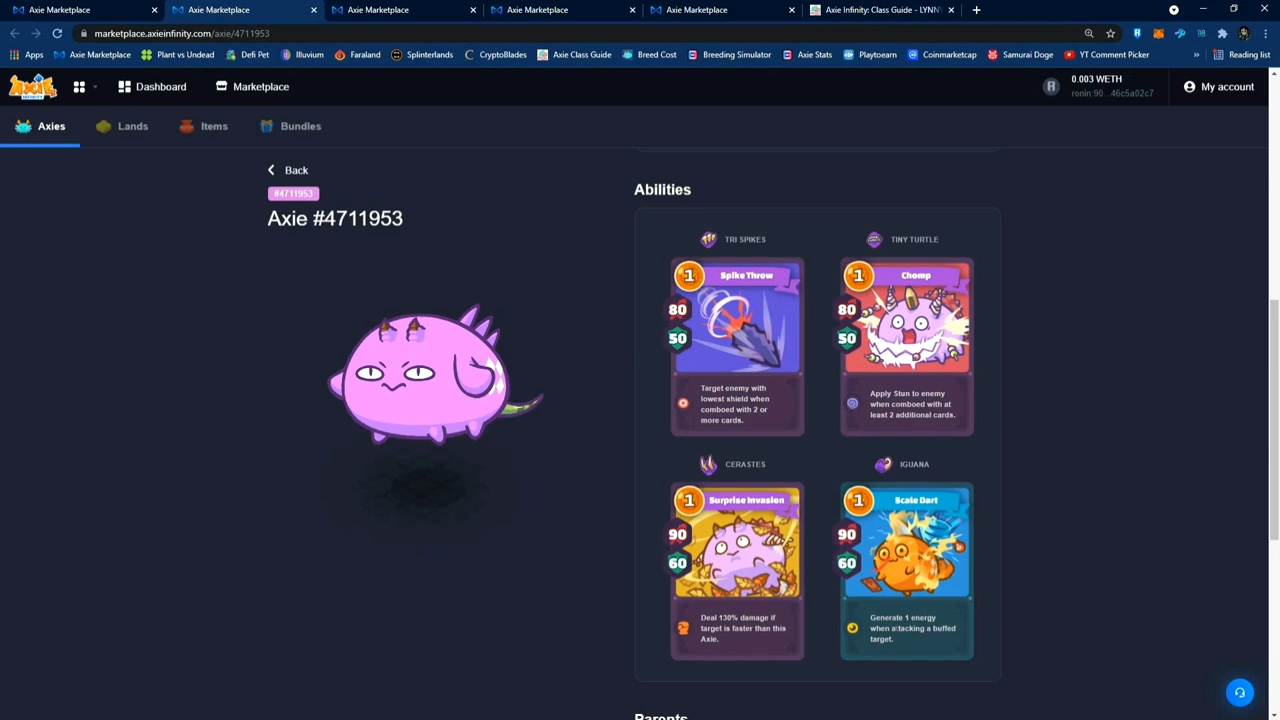 Axie Marketplace
Axie Marketplace
Axie Marketplace
Axie Marketplace
Axie Marketplace
Axie Infinity: Class Guide - LYNN
marketplace.axieinfinity.com/axie/4711953
Apps
Axie Marketplace
Plant vs Undead
Defi Pet
Illuvium
Faraland
Splinterlands
CryptoBlades
Axie Class Guide
Breed Cost
Breeding Simulator
Axie Stats
Playtoearn
Coinmarketcap
Samurai Doge
YT Comment Picker
Reading list
AXIE
INFINITY
Dashboard
Marketplace
0.003 WETH
ronin:90 ...46c5a02c7
My account
Axies
Lands
Items
Bundles
Back
#4711953
Axie #4711953
Abilities
TRI SPIKES
1
Spike Throw
80
50
Target enemy with
lowest shield when
comboed with 2 or
more cards.
TINY TURTLE
1
Chomp
80
50
Apply Stun to enemy
when comboed with at
least 2 additional cards.
CERASTES
1
Surprise Invasion
90
60
Deal 130% damage if
target is faster than this
Axie.
IGUANA
1
Scale Dart
90
60
Generate 1 energy
when attacking a buffed
target.
Parents